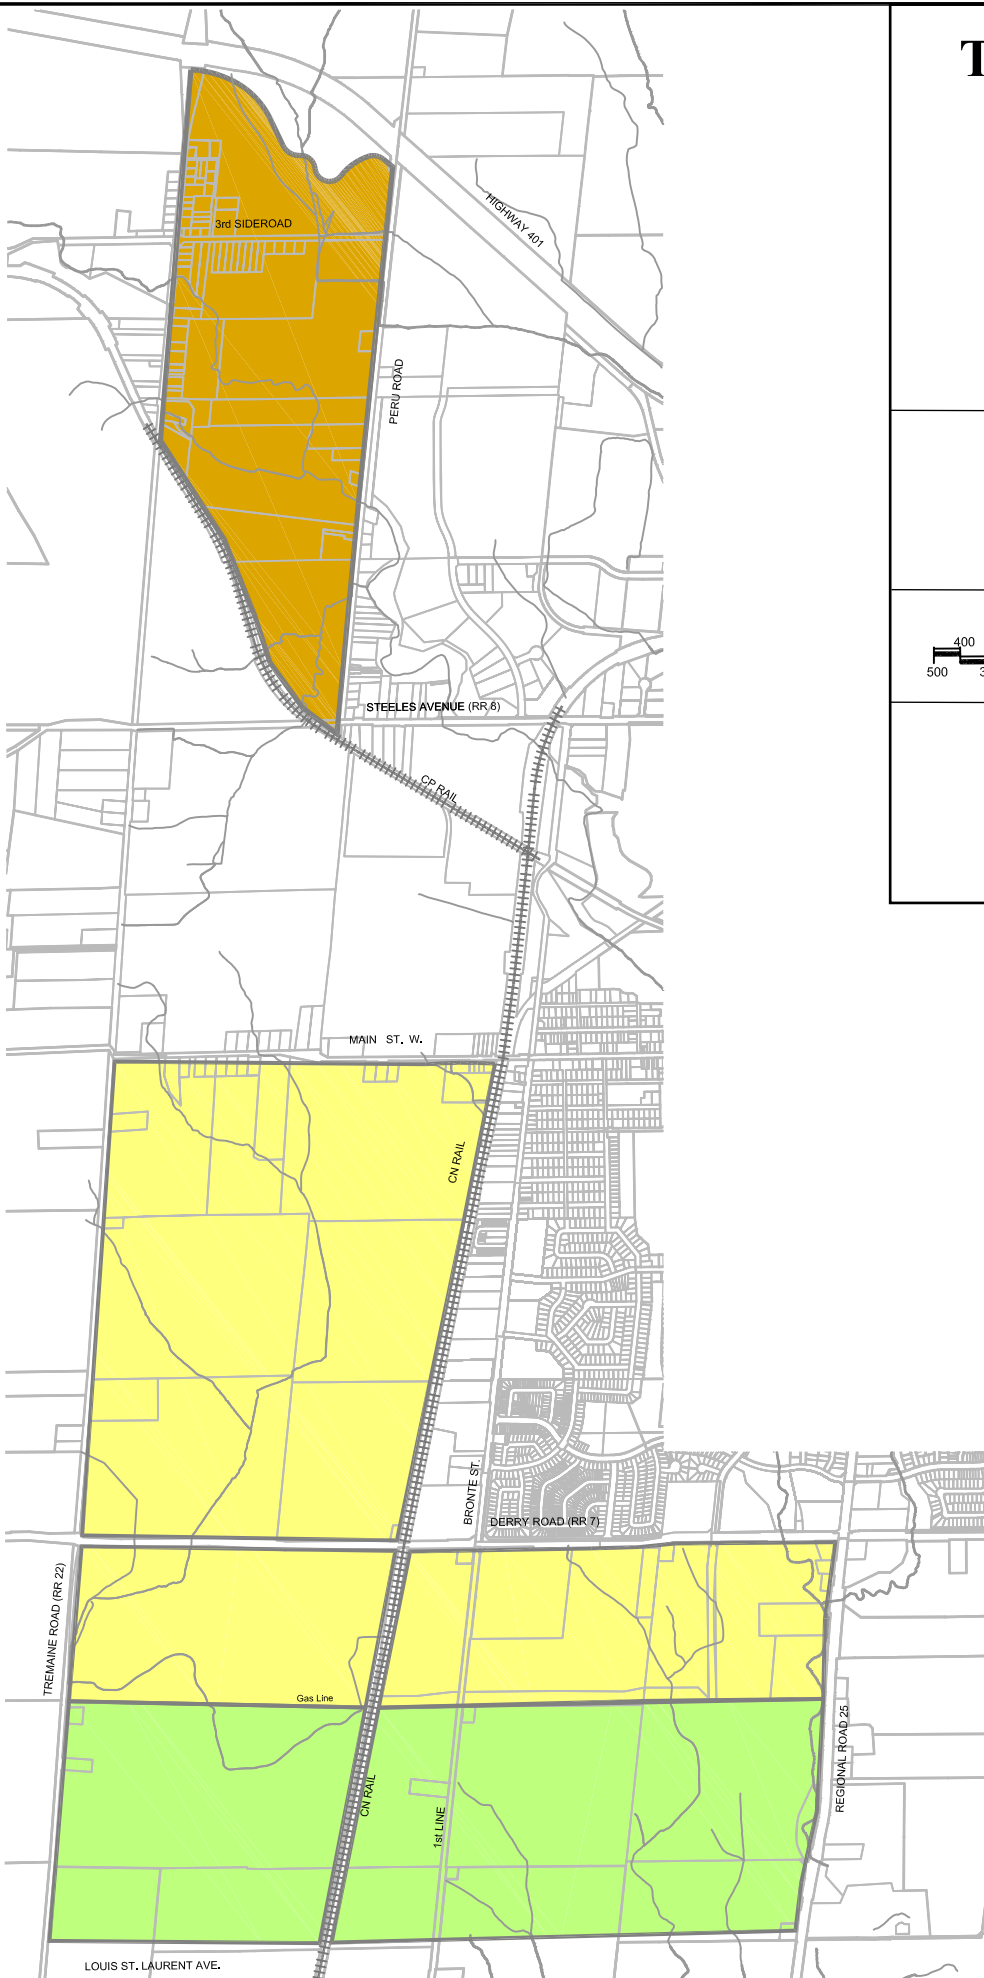 T
3rd SIDEROAD
HIGHWAY 401
PERU ROAD
400
500
3
STEELES AVENUE (RR 8)
CP RAIL
MAIN ST. W.
CN RAIL
BRONTE ST.
DERRY ROAD (RR 7)
TREMAINE ROAD (RR 22)
Gas Line
REGIONAL ROAD 25
CN RAIL
1st LINE
LOUIS ST. LAURENT AVE.